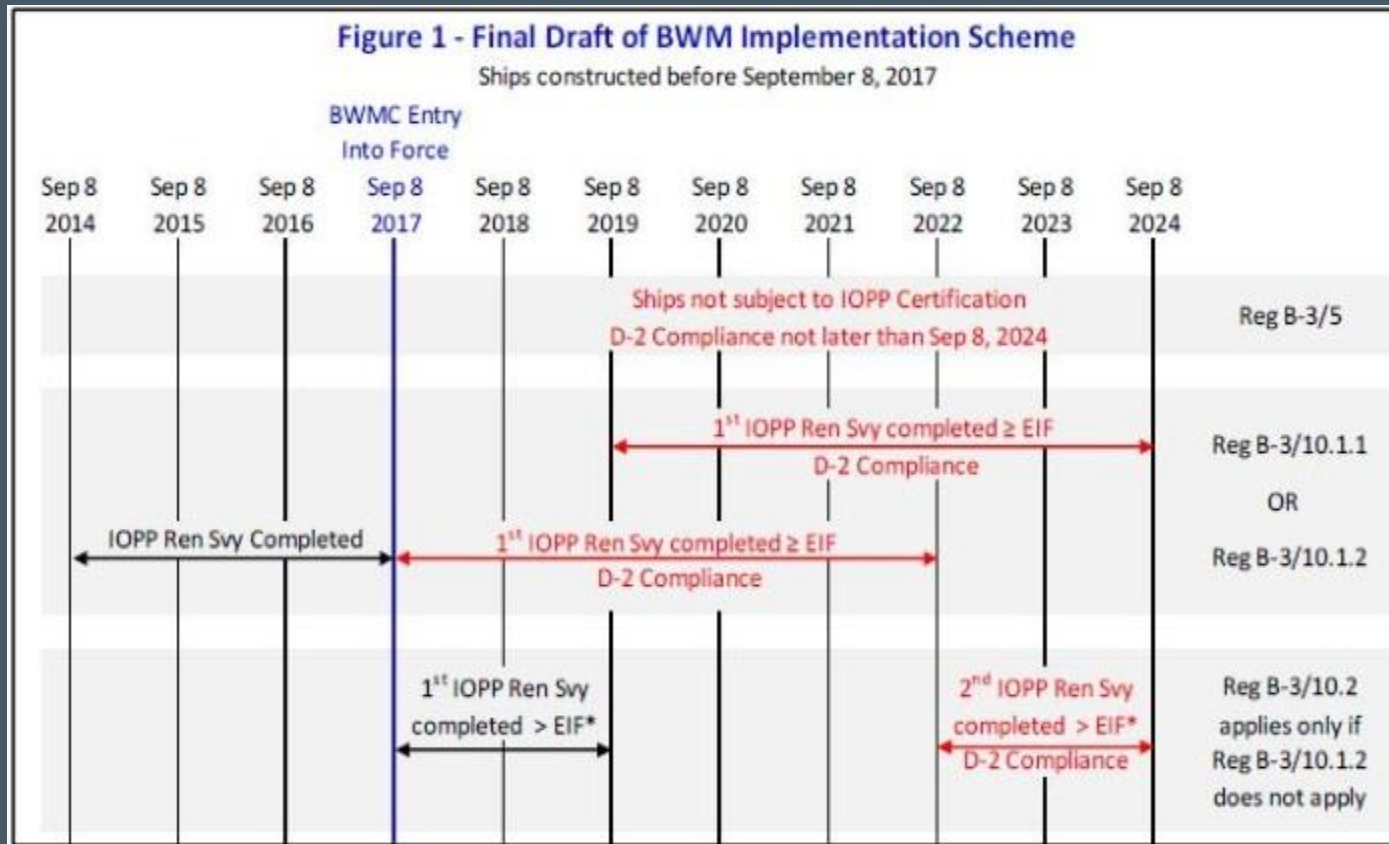 Figure 1 - Final Draft of BWM Implementation Scheme
Ships constructed before September 8, 2017
BWMC Entry
Into Force
Sep 8 Sep 8 Sep 8 Sep 8 Sep 8 Sep 8 Sep 8 Sep 8 Sep 8 Sep 8 Sep 8
2014 2015 2016 2017 2018 2019 2020 2021 2022 2023 2024
Ships not subject to IOPP Certification
D-2 Compliance not later than Sep 8, 2024
Reg B-3/5
1st IOPP Ren Svy completed ≥ EIF
D-2 Compliance
Reg B-3/10.1.1
OR
IOPP Ren Svy Completed
1st IOPP Ren Svy completed ≥ EIF
D-2 Compliance
Reg B-3/10.1.2
1st IOPP Ren Svy
completed > EIF*
2nd IOPP Ren Svy
completed > EIF*
D-2 Compliance
Reg B-3/10.2
applies only if
Reg B-3/10.1.2
does not apply